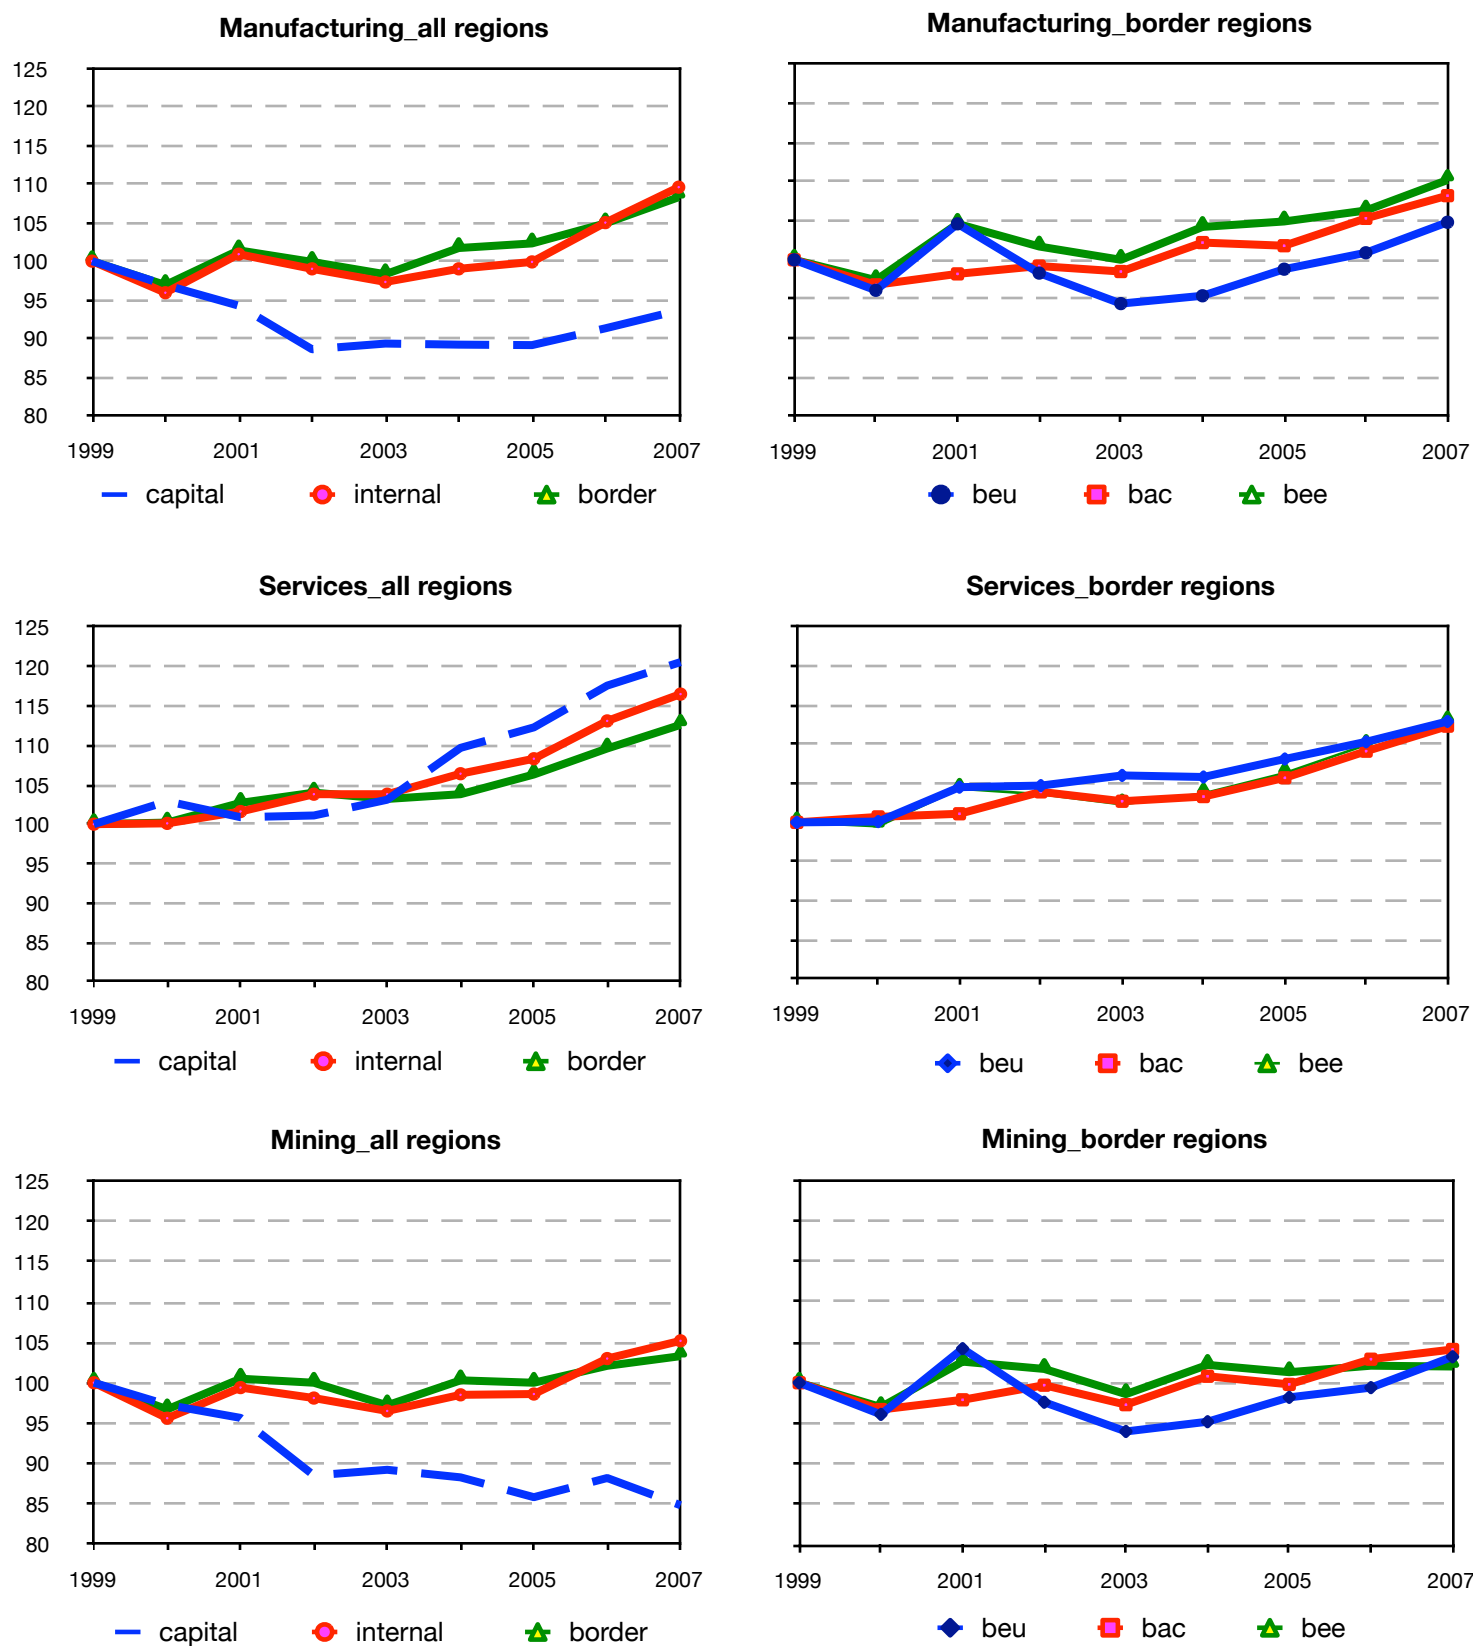 Manufacturing_all regions
125
120
115
110
105
100
95
90
85
80
1999 2001 2003 2005 2007
capital internal border
Manufacturing_border regions
1999 2001 2003 2005 2007
beu bac bee
Services_all regions
125
120
115
110
105
100
95
90
85
80
1999 2001 2003 2005 2007
capital internal border
Services_border regions
1999 2001 2003 2005 2007
beu bac bee
Mining_all regions
125
120
115
110
105
100
95
90
85
80
1999 2001 2003 2005 2007
capital internal border
Mining_border regions
1999 2001 2003 2005 2007
beu bac bee